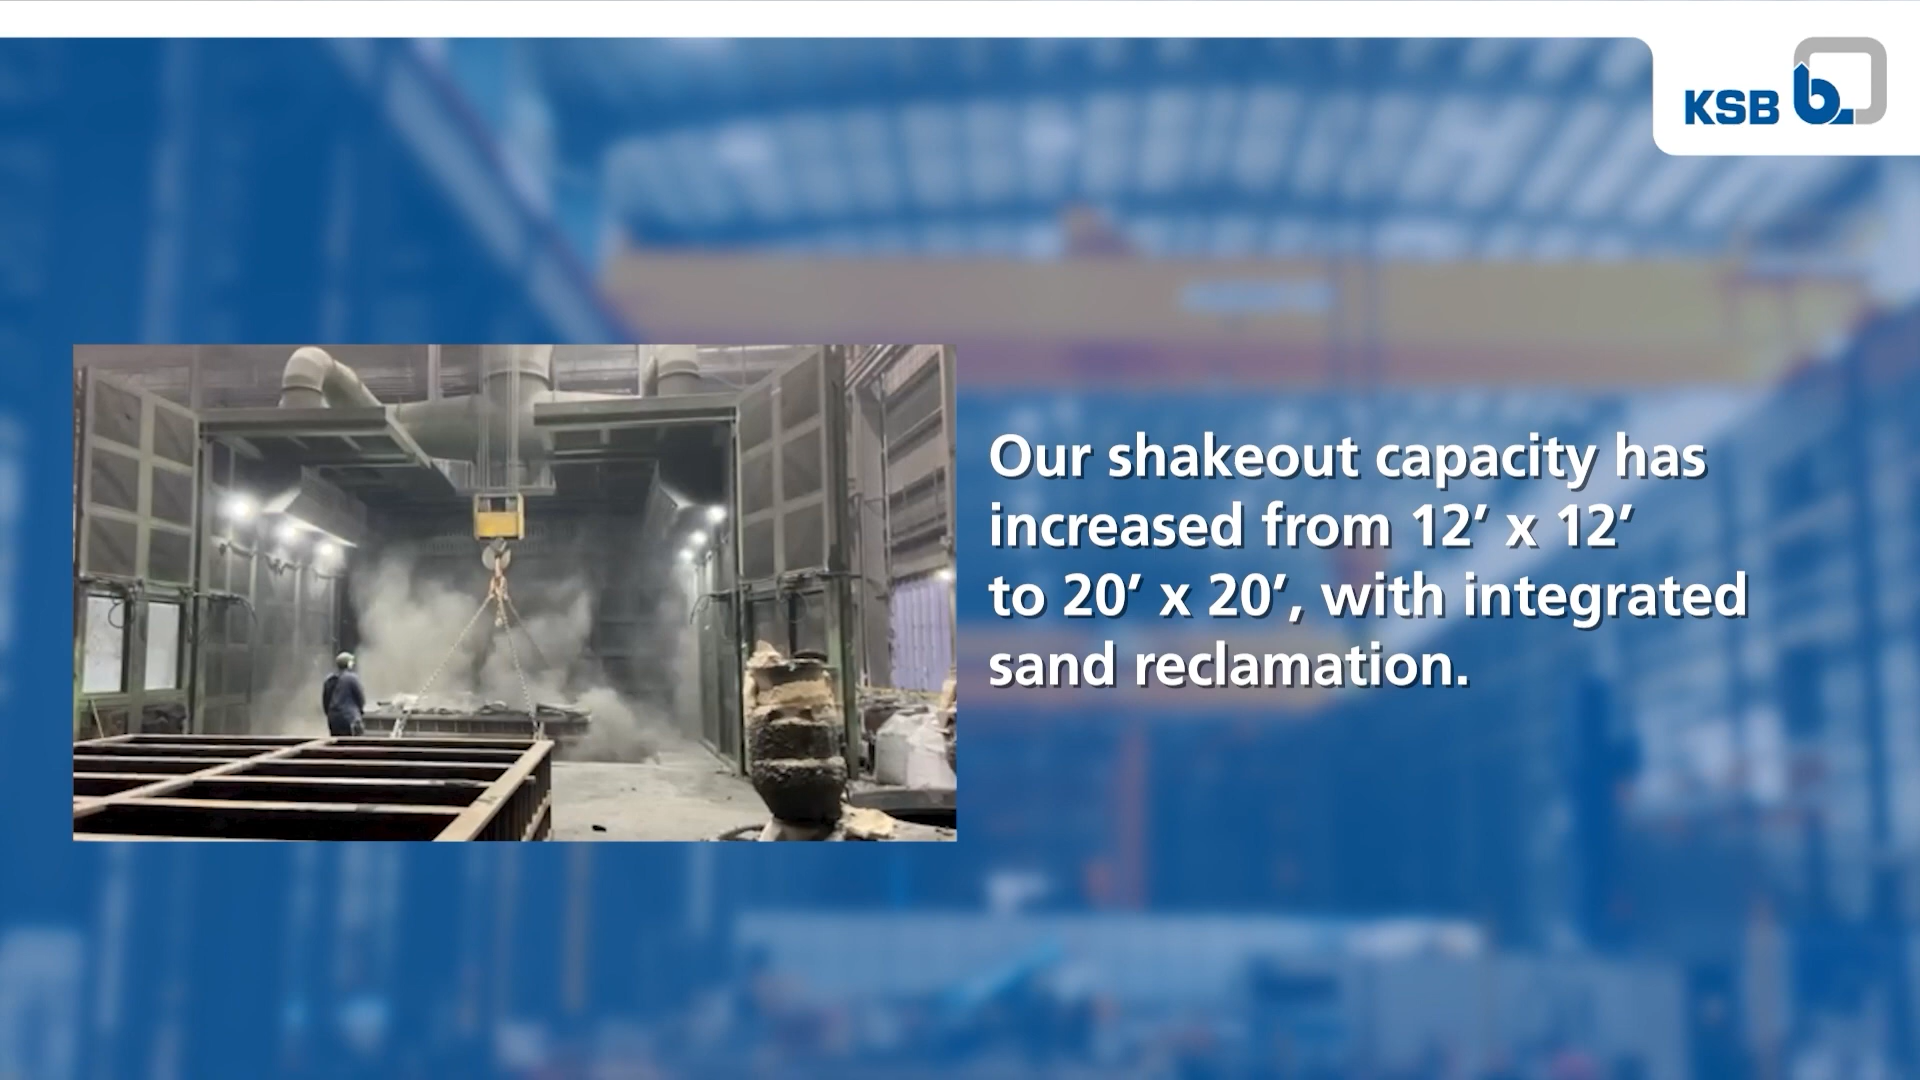 KSB b
Our shakeout capacity has
increased from 12’ x 12’
to 20’ x 20’, with integrated
sand reclamation.